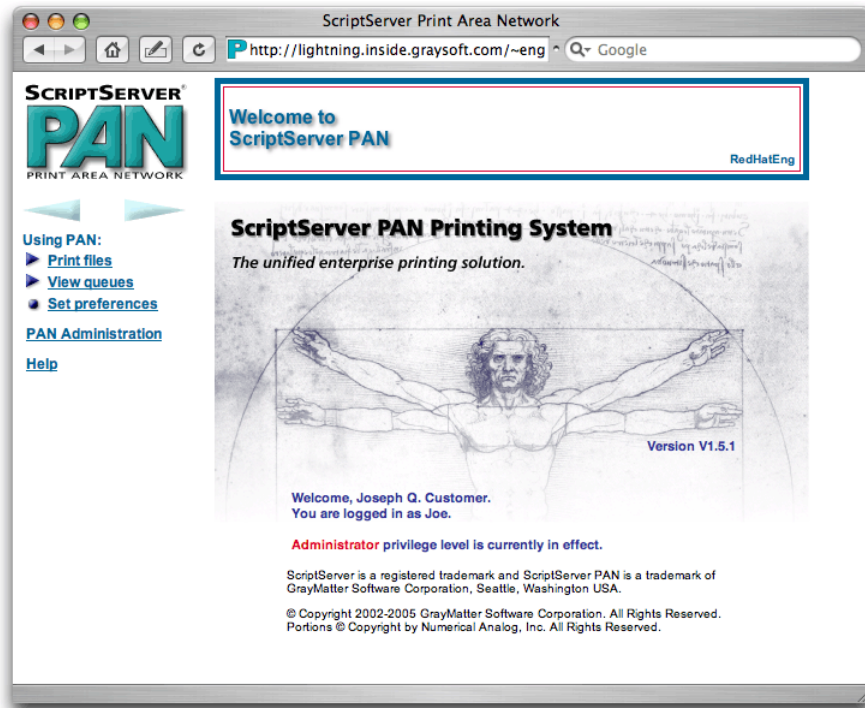 ScriptServer Print Area Network
http://lightning.inside.graysoft.com/~eng
Google
SCRIPTSERVER®
PAN
PRINT AREA NETWORK
Welcome to
ScriptServer PAN
RedHatEng
Using PAN:
Print files
View queues
Set preferences
PAN Administration
Help
ScriptServer PAN Printing System
The unified enterprise printing solution.
Version V1.5.1
Welcome, Joseph Q. Customer.
You are logged in as Joe.
Administrator privilege level is currently in effect.
ScriptServer is a registered trademark and ScriptServer PAN is a trademark of
GrayMatter Software Corporation, Seattle, Washington USA.
© Copyright 2002-2005 GrayMatter Software Corporation. All Rights Reserved.
Portions © Copyright by Numerical Analog, Inc. All Rights Reserved.